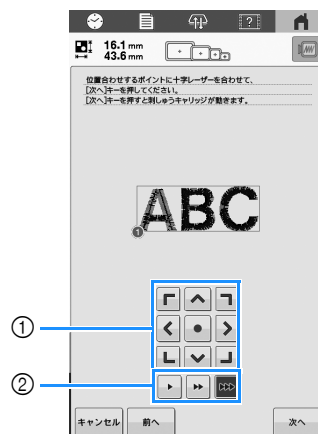 ?
16.1 mm
43.6 mm
位置合わせするポイントに十字レーザーを合わせて、
[次へ]キーを押してください。
[次へ]キーを押すと刺しゅうキャリッジが動きます。
ABC
1
①
②
キャンセル 前へ 次へ